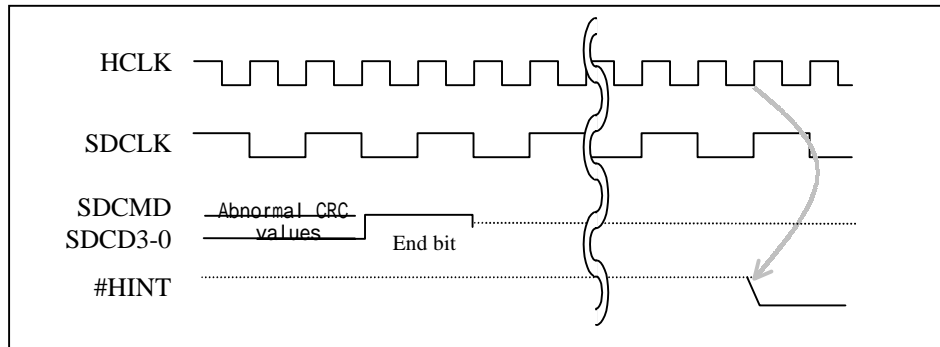 HCLK
SDCLK
SDCMD
Abnormal CRC
values
SDCD3-0
End bit
#HINT